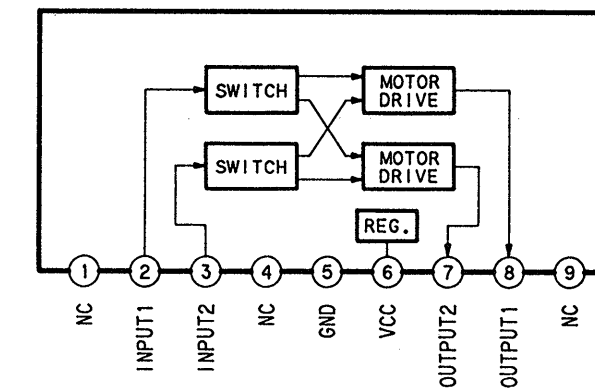 SWITCH
MOTOR
DRIVE
SWITCH
MOTOR
DRIVE
REG.
1
2
3
4
5
6
7
8
9
NC
INPUT1
INPUT2
NC
GND
VCC
OUTPUT2
OUTPUT1
NC